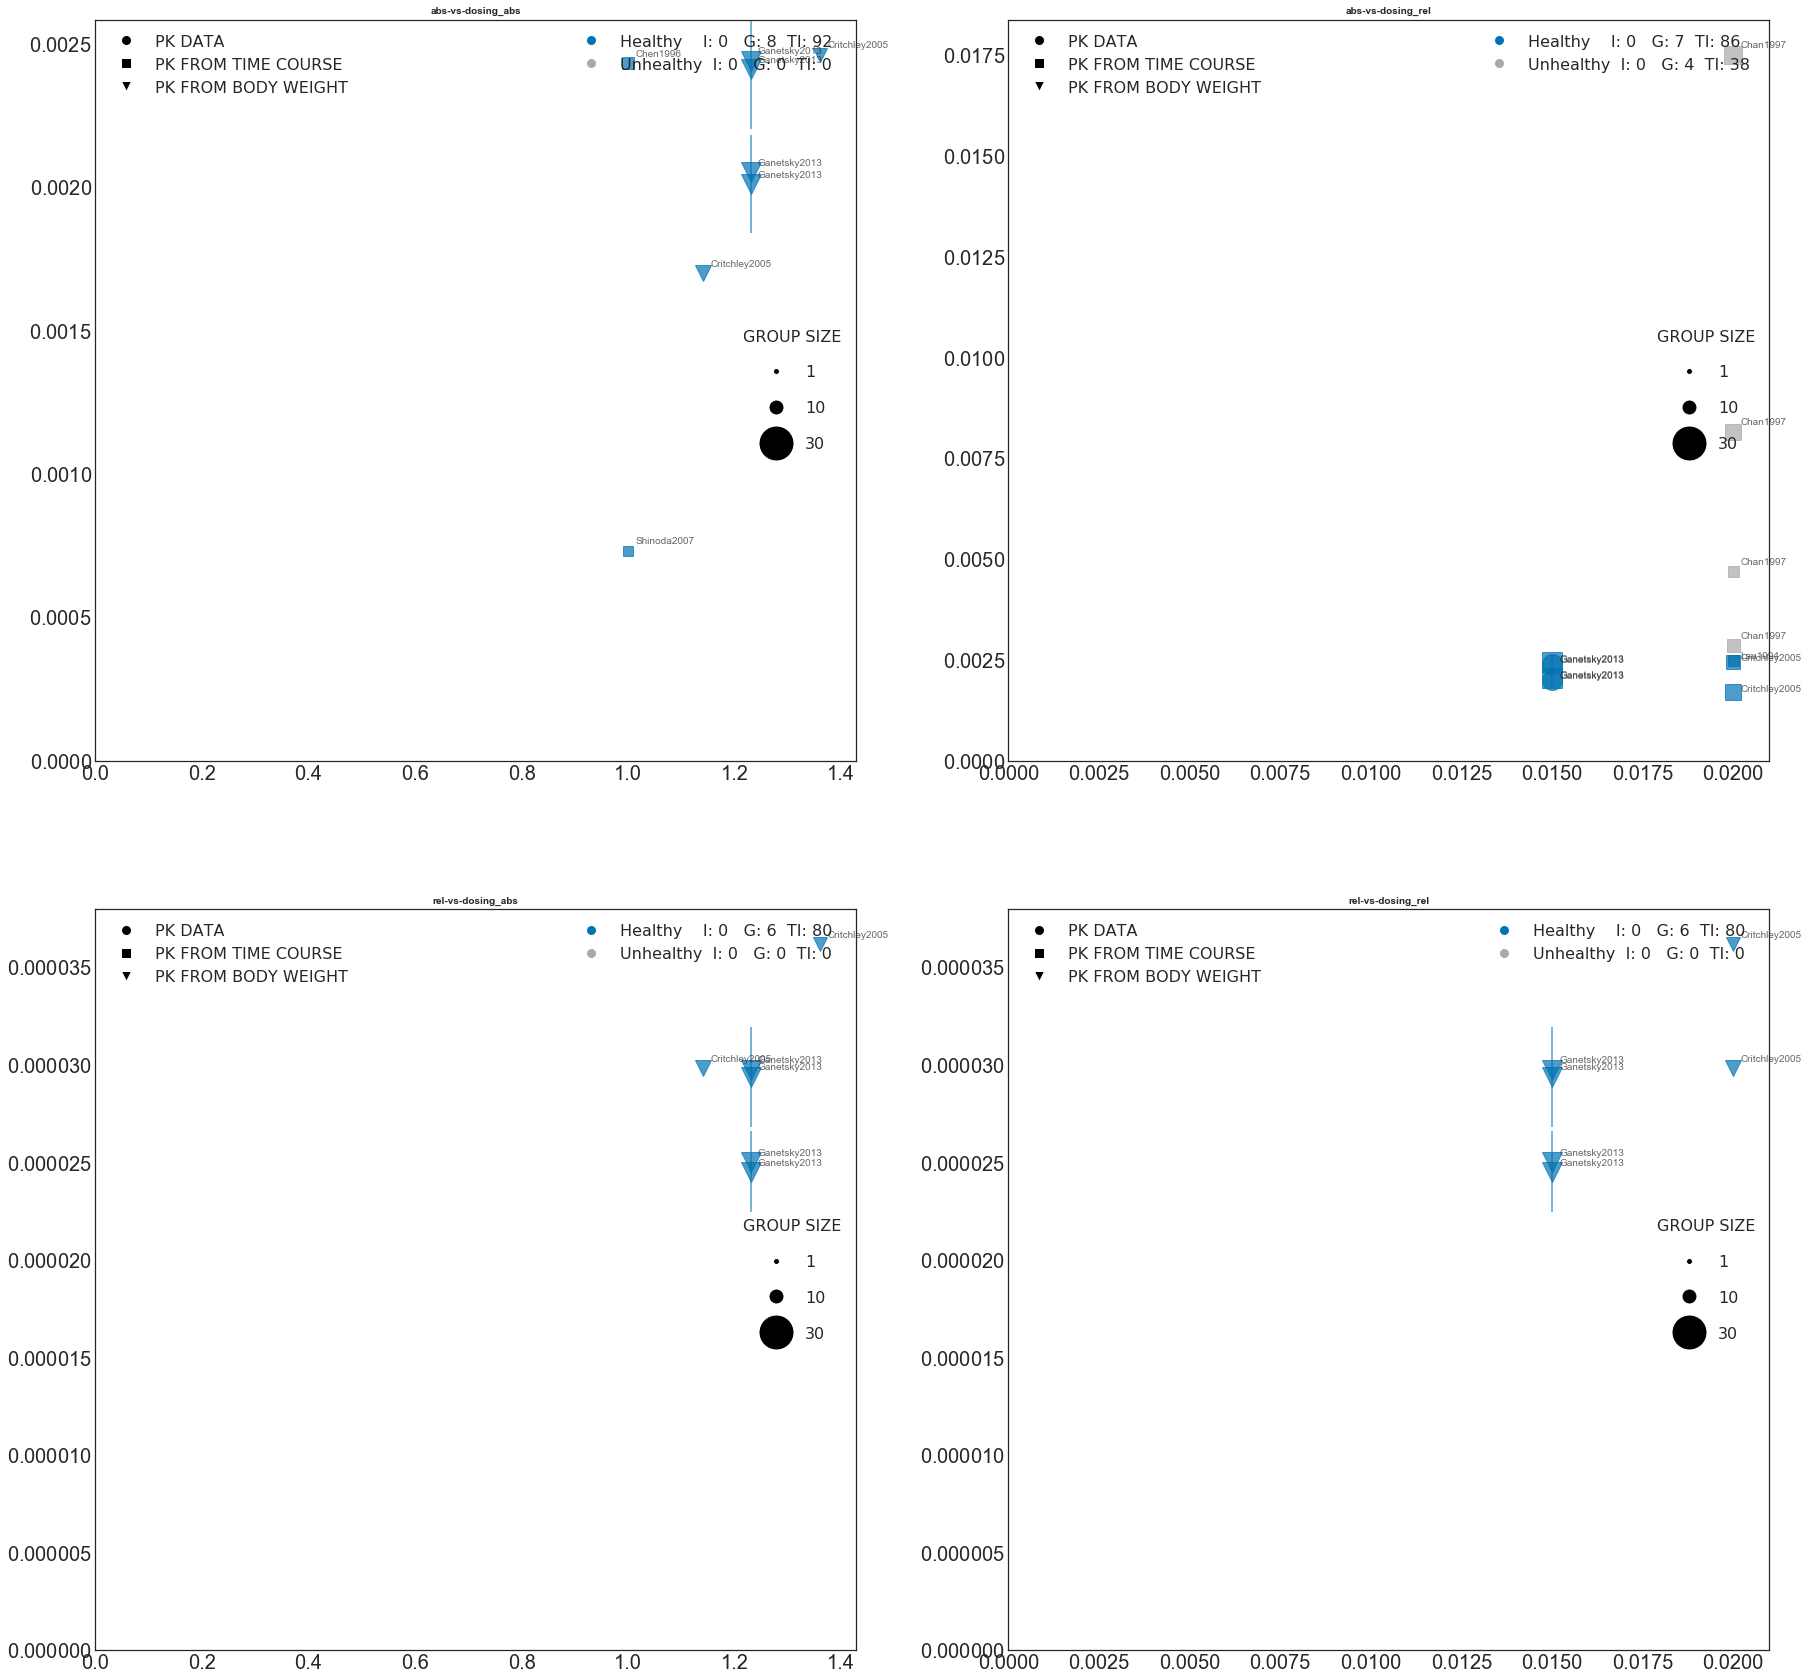 abs-vs-dosing_abs
PK DATA
PK FROM TIME COURSE
PK FROM BODY WEIGHT
Healthy I: 0 G: 8 TI: 92
Unhealthy I: 0 G: 0 TI: 0
Chen1996
Ganetsky2013
Ganetsky2013
Critchley2005
Ganetsky2013
Ganetsky2013
Critchley2005
Shinoda2007
GROUP SIZE
1
10
30
0.0025
0.0020
0.0015
0.0010
0.0005
0.0000
0.0 0.2 0.4 0.6 0.8 1.0 1.2 1.4
abs-vs-dosing_rel
PK DATA
PK FROM TIME COURSE
PK FROM BODY WEIGHT
Healthy I: 0 G: 7 TI: 86
Unhealthy I: 0 G: 4 TI: 38
Chan1997
Chan1997
Chan1997
Chan1997
Critchley2005
Critchley2005
Ganetsky2013
Ganetsky2013
GROUP SIZE
1
10
30
0.0175
0.0150
0.0125
0.0100
0.0075
0.0050
0.0025
0.0000
0.0000 0.0025 0.0050 0.0075 0.0100 0.0125 0.0150 0.0175 0.0200
rel-vs-dosing_abs
PK DATA
PK FROM TIME COURSE
PK FROM BODY WEIGHT
Healthy I: 0 G: 6 TI: 80
Unhealthy I: 0 G: 0 TI: 0
Critchley2005
Critchley2005
Ganetsky2013
Ganetsky2013
Ganetsky2013
Ganetsky2013
GROUP SIZE
1
10
30
0.000035
0.000030
0.000025
0.000020
0.000015
0.000010
0.000005
0.000000
0.0 0.2 0.4 0.6 0.8 1.0 1.2 1.4
rel-vs-dosing_rel
PK DATA
PK FROM TIME COURSE
PK FROM BODY WEIGHT
Healthy I: 0 G: 6 TI: 80
Unhealthy I: 0 G: 0 TI: 0
Critchley2005
Critchley2005
Ganetsky2013
Ganetsky2013
Ganetsky2013
Ganetsky2013
GROUP SIZE
1
10
30
0.000035
0.000030
0.000025
0.000020
0.000015
0.000010
0.000005
0.000000
0.0000 0.0025 0.0050 0.0075 0.0100 0.0125 0.0150 0.0175 0.0200